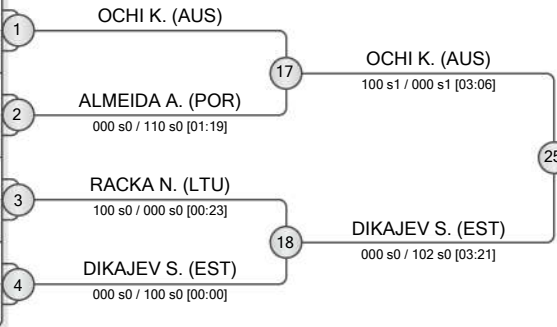 1
OCHI K. (AUS)
17
OCHI K. (AUS)
100 s1 / 000 s1 [03:06]
2
ALMEIDA A. (POR)
000 s0 / 110 s0 [01:19]
25
3
RACKA N. (LTU)
100 s0 / 000 s0 [00:23]
18
DIKAJEV S. (EST)
000 s0 / 102 s0 [03:21]
4
DIKAJEV S. (EST)
000 s0 / 100 s0 [00:00]